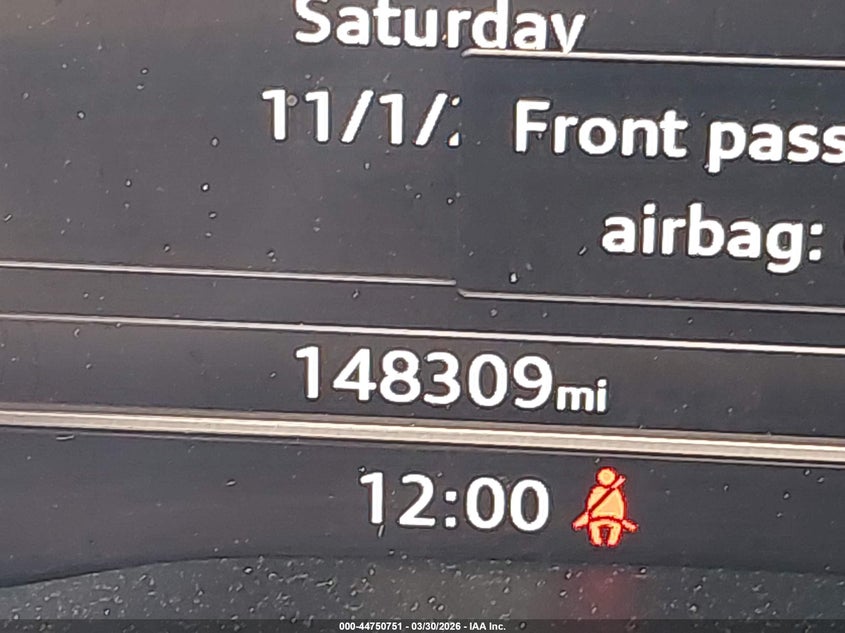 Saturday
11/1/
Front pass
airbag:
148309mi
12:00
000-44750751 - 03/30/2026 - IAA Inc.